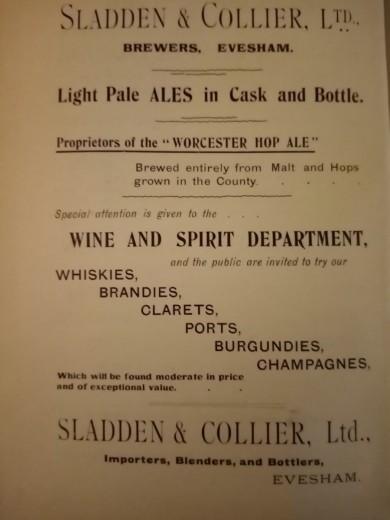 SLADDEN & COLLIER, LTD.,
BREWERS, EVESHAM.
Light Pale ALES in Cask and Bottle.
Proprietors of the "WORCESTER HOP ALE"
Brewed entirely from Malt and Hops
grown in the County. . . .
Special attention is given to the . . .
WINE AND SPIRIT DEPARTMENT,
and the public are invited to try our
WHISKIES,
BRANDIES,
CLARETS,
PORTS,
BURGUNDIES,
CHAMPAGNES,
Which will be found moderate in price
and of exceptional value. . .
SLADDEN & COLLIER, Ltd.,
Importers, Blenders, and Bottlers,
EVESHAM.